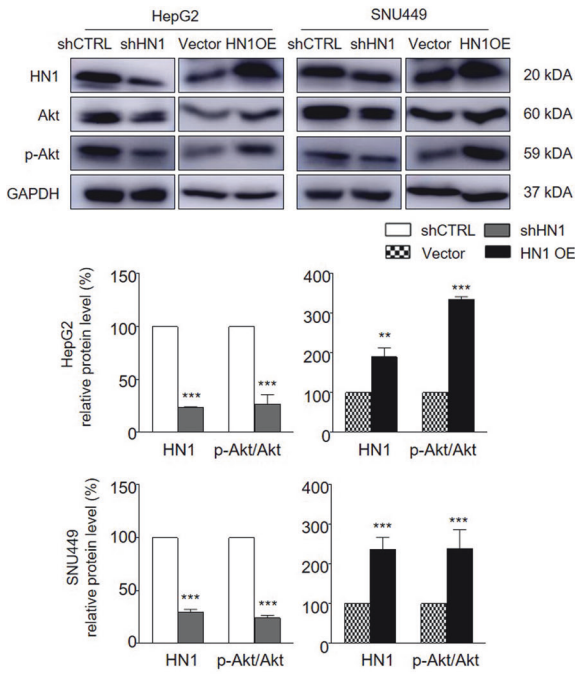 HepG2 SNU449
shCTRL shHN1 Vector HN1OE shCTRL shHN1 Vector HN1OE
HN1 20 kDA
Akt 60 kDA
p-Akt 59 kDA
GAPDH 37 kDA
shCTRL shHN1
Vector HN1 OE
HepG2
relative protein level (%)
150
100
50
0
*** ***
HN1 p-Akt/Akt
400
300
200
100
0
** ***
HN1 p-Akt/Akt
SNU449
relative protein level (%)
150
100
50
0
*** ***
HN1 p-Akt/Akt
400
300
200
100
0
*** ***
HN1 p-Akt/Akt